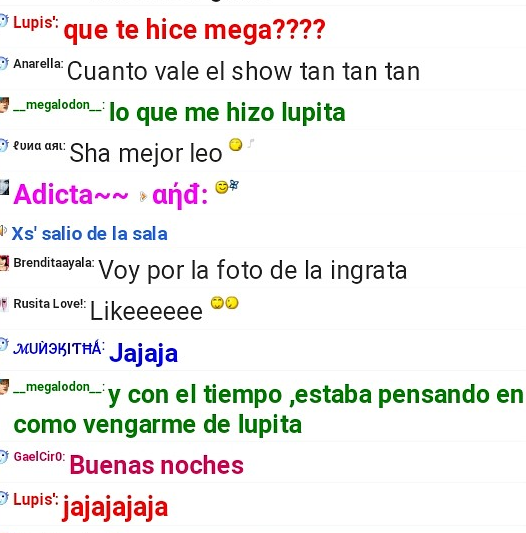 Lupis': que te hice mega????
Anarella: Cuanto vale el show tan tan tan
__megalodon__: lo que me hizo lupita
ℓυиα αяι: Sha mejor leo
Adicta~~ αήđ:
Xs' salio de la sala
Brenditaayala: Voy por la foto de la ingrata
Rusita Love!: Likeeeeee
Jajaja
__megalodon__: y con el tiempo ,estaba pensando en
como vengarme de lupita
GaelCir0: Buenas noches
Lupis': jajajajaja